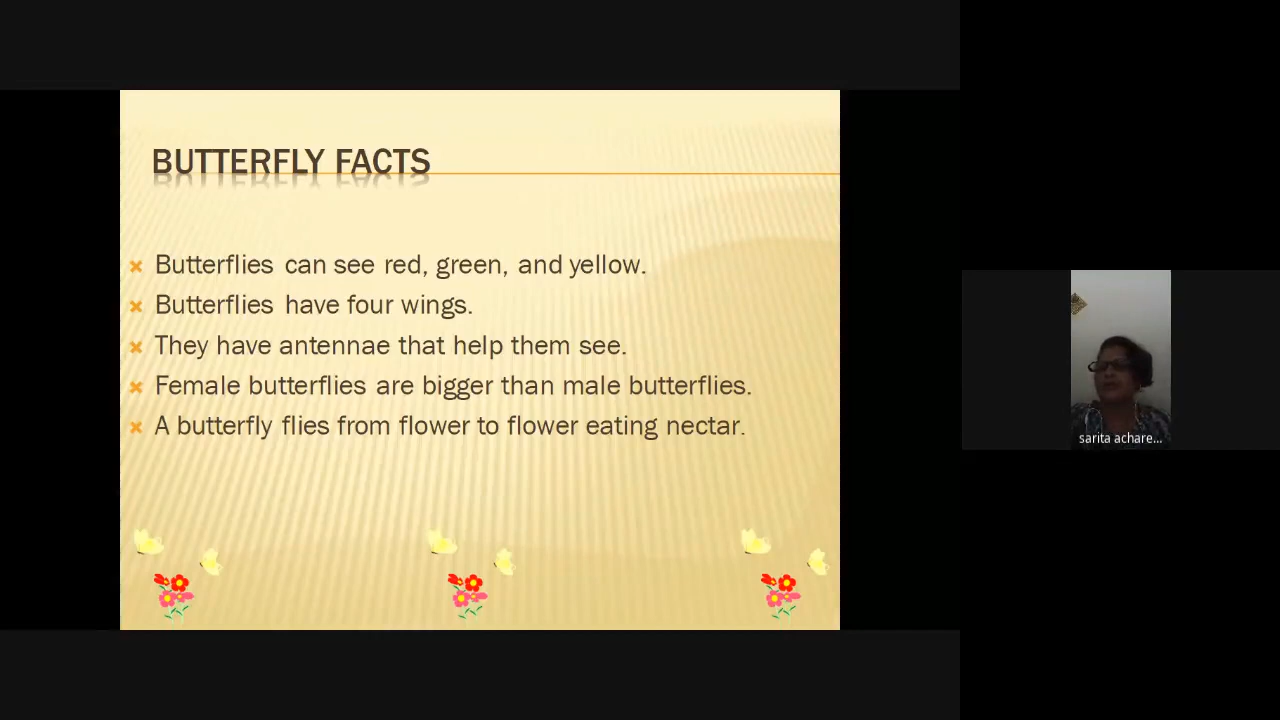 BUTTERFLY FACTS
Butterflies can see red, green, and yellow.
Butterflies have four wings.
They have antennae that help them see.
Female butterflies are bigger than male butterflies.
A butterfly flies from flower to flower eating nectar.
sarita achare...